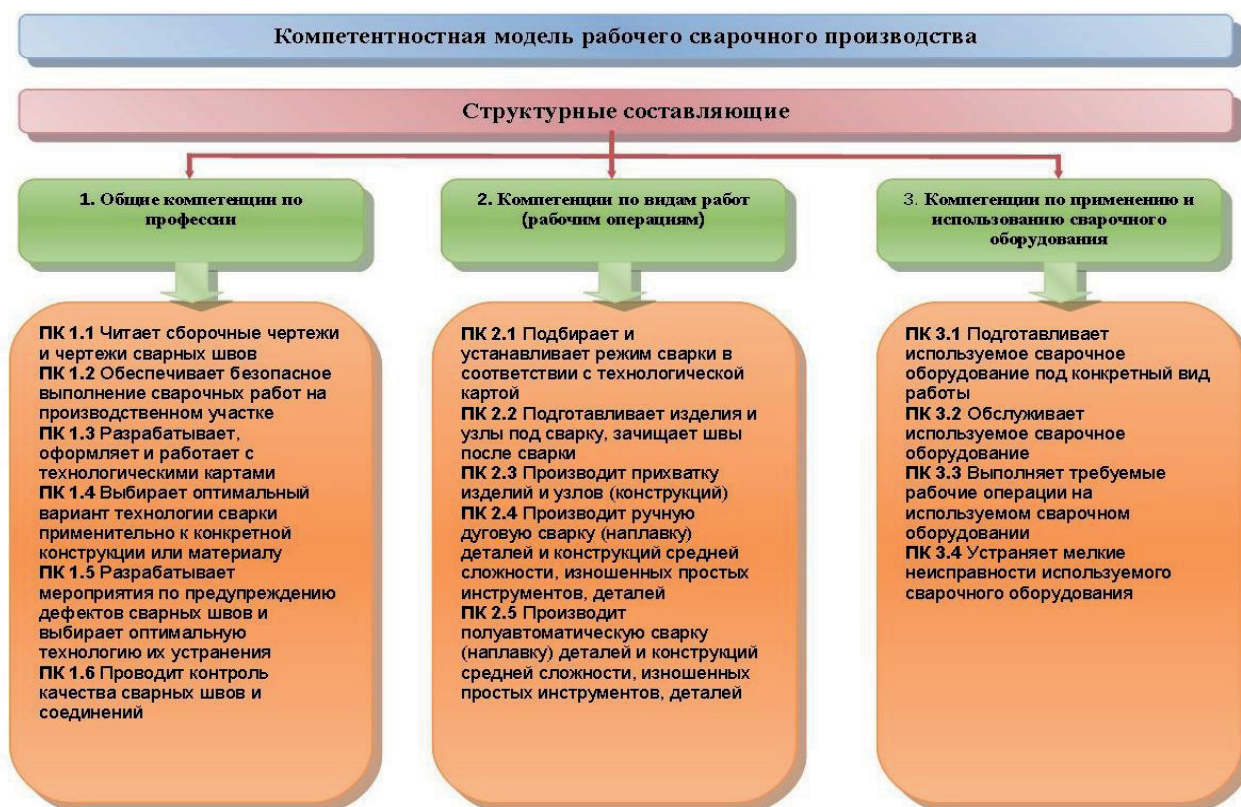 Компетентностная модель рабочего сварочного производства
Структурные составляющие
1. Общие компетенции по
профессии
2. Компетенции по видам работ
(рабочим операциям)
3. Компетенции по применению и
использованию сварочного
оборудования
ПК 1.1 Читает сборочные чертежи
и чертежи сварных швов
ПК 1.2 Обеспечивает безопасное
выполнение сварочных работ на
производственном участке
ПК 1.3 Разрабатывает,
оформляет и работает с
технологическими картами
ПК 1.4 Выбирает оптимальный
вариант технологии сварки
применительно к конкретной
конструкции или материалу
ПК 1.5 Разрабатывает
мероприятия по предупреждению
дефектов сварных швов и
выбирает оптимальную
технологию их устранения
ПК 1.6 Проводит контроль
качества сварных швов и
соединений
ПК 2.1 Подбирает и
устанавливает режим сварки в
соответствии с технологической
картой
ПК 2.2 Подготавливает изделия и
узлы под сварку, зачищает швы
после сварки
ПК 2.3 Производит прихватку
изделий и узлов (конструкций)
ПК 2.4 Производит ручную
дуговую сварку (наплавку)
деталей и конструкций средней
сложности, изношенных простых
инструментов, деталей
ПК 2.5 Производит
полуавтоматическую сварку
(наплавку) деталей и конструкций
средней сложности, изношенных
простых инструментов, деталей
ПК 3.1 Подготавливает
используемое сварочное
оборудование под конкретный вид
работы
ПК 3.2 Обслуживает
используемое сварочное
оборудование
ПК 3.3 Выполняет требуемые
рабочие операции на
используемом сварочном
оборудовании
ПК 3.4 Устраняет мелкие
неисправности используемого
сварочного оборудования